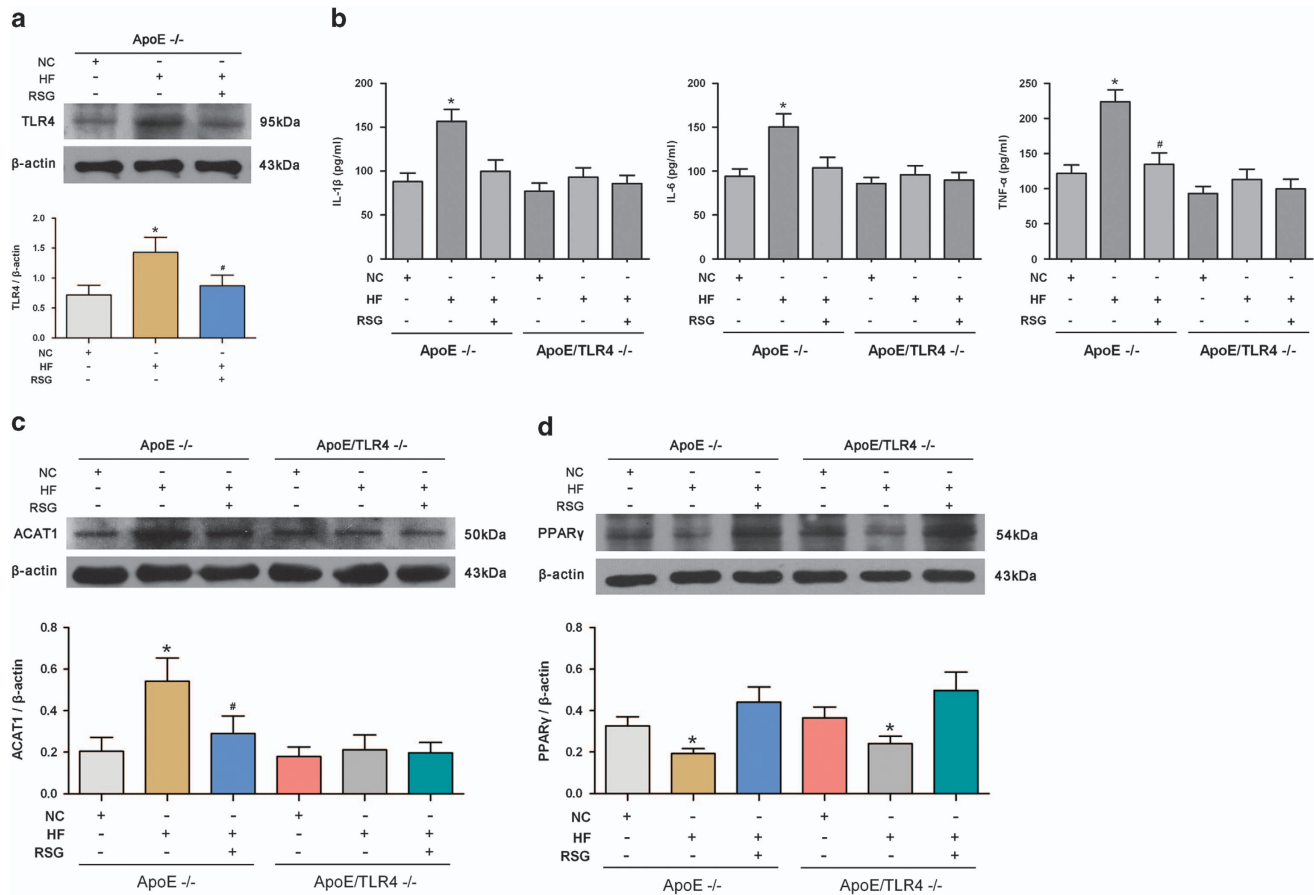 a
ApoE -/-
NC + - -
HF - + +
RSG - - +
TLR4 95kDa
β-actin 43kDa
TLR4 / β-actin
2.0
1.5
*
1.0
#
0.5
0.0
NC + - -
HF - + +
RSG - - +
b
IL-1β (pg/ml)
200
150
100
50
0
*
NC + - - + - -
HF - + + - + +
RSG - - + - - +
ApoE -/- ApoE/TLR4 -/-
IL-6 (pg/ml)
200
150
100
50
0
*
NC + - - + - -
HF - + + - + +
RSG - - + - - +
ApoE -/- ApoE/TLR4 -/-
TNF-α (pg/ml)
250
200
150
100
50
0
*
#
NC + - - + - -
HF - + + - + +
RSG - - + - - +
ApoE -/- ApoE/TLR4 -/-
c
ApoE -/- ApoE/TLR4 -/-
NC + - - + - -
HF - + + - + +
RSG - - + - - +
ACAT1 50kDa
β-actin 43kDa
ACAT1 / β-actin
0.8
0.6
0.4
0.2
0.0
*
#
NC + - - + - -
HF - + + - + +
RSG - - + - - +
ApoE -/- ApoE/TLR4 -/-
d
ApoE -/- ApoE/TLR4 -/-
NC + - - + - -
HF - + + - + +
RSG - - + - - +
PPARγ 54kDa
β-actin 43kDa
PPARγ / β-actin
0.8
0.6
0.4
0.2
0.0
* *
NC + - - + - -
HF - + + - + +
RSG - - + - - +
ApoE -/- ApoE/TLR4 -/-